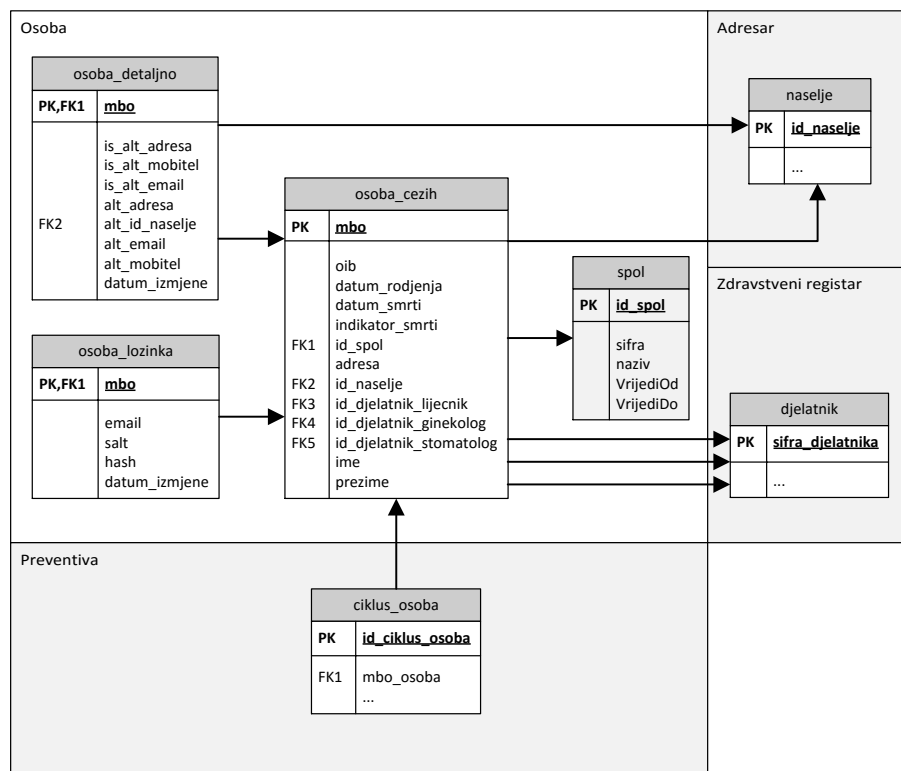 Osoba
Adresar
osoba_detaljno
PK,FK1 mbo
is_alt_adresa
is_alt_mobitel
is_alt_email
alt_adresa
FK2 alt_id_naselje
alt_email
alt_mobitel
datum_izmjene
naselje
PK id_naselje
...
osoba_cezih
PK mbo
oib
datum_rodjenja
datum_smrti
indikator_smrti
FK1 id_spol
adresa
FK2 id_naselje
FK3 id_djelatnik_lijecnik
FK4 id_djelatnik_ginekolog
FK5 id_djelatnik_stomatolog
ime
prezime
spol
PK id_spol
sifra
naziv
VrijediOd
VrijediDo
Zdravstveni registar
osoba_lozinka
PK,FK1 mbo
email
salt
hash
datum_izmjene
djelatnik
PK sifra_djelatnika
...
Preventiva
ciklus_osoba
PK id_ciklus_osoba
FK1 mbo_osoba
...